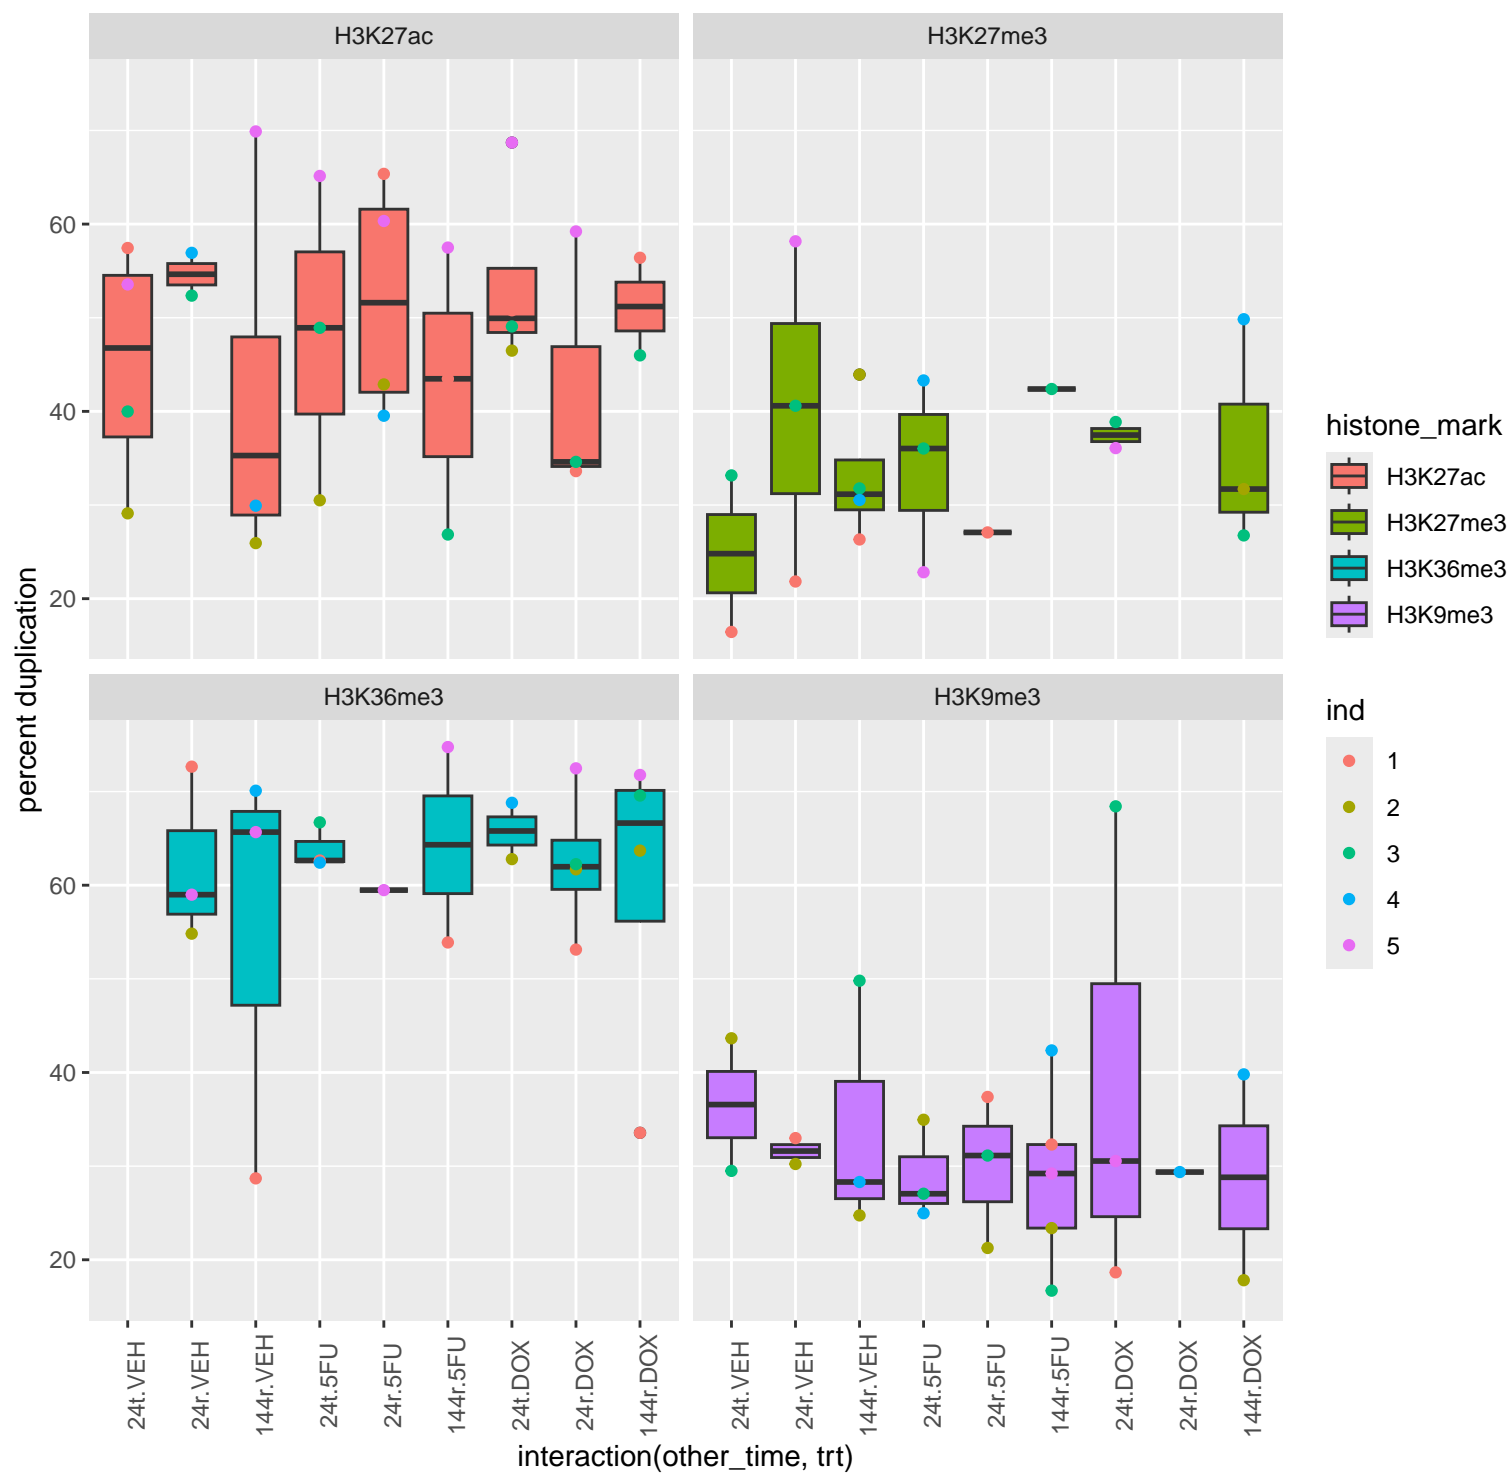 H3K27ac
H3K27me3
60
40
20
H3K36me3
H3K9me3
60
40
20
percent duplication
24t.VEH
24r.VEH
144r.VEH
24t.5FU
24r.5FU
144r.5FU
24t.DOX
24r.DOX
144r.DOX
24t.VEH
24r.VEH
144r.VEH
24t.5FU
24r.5FU
144r.5FU
24t.DOX
24r.DOX
144r.DOX
interaction(other_time, trt)
histone_mark
H3K27ac
H3K27me3
H3K36me3
H3K9me3
ind
1
2
3
4
5